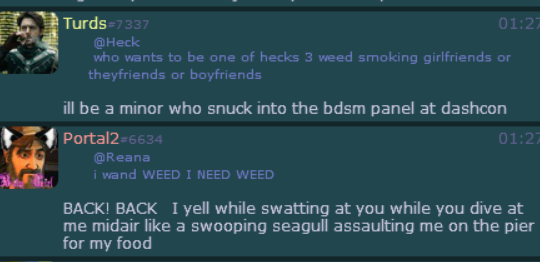 Turds#7337 01:27
@Heck
who wants to be one of hecks 3 weed smoking girlfriends or
theyfriends or boyfriends
ill be a minor who snuck into the bdsm panel at dashcon
Portal2#6634 01:27
@Reana
i wand WEED I NEED WEED
BACK! BACK I yell while swatting at you while you dive at
me midair like a swooping seagull assaulting me on the pier
for my food